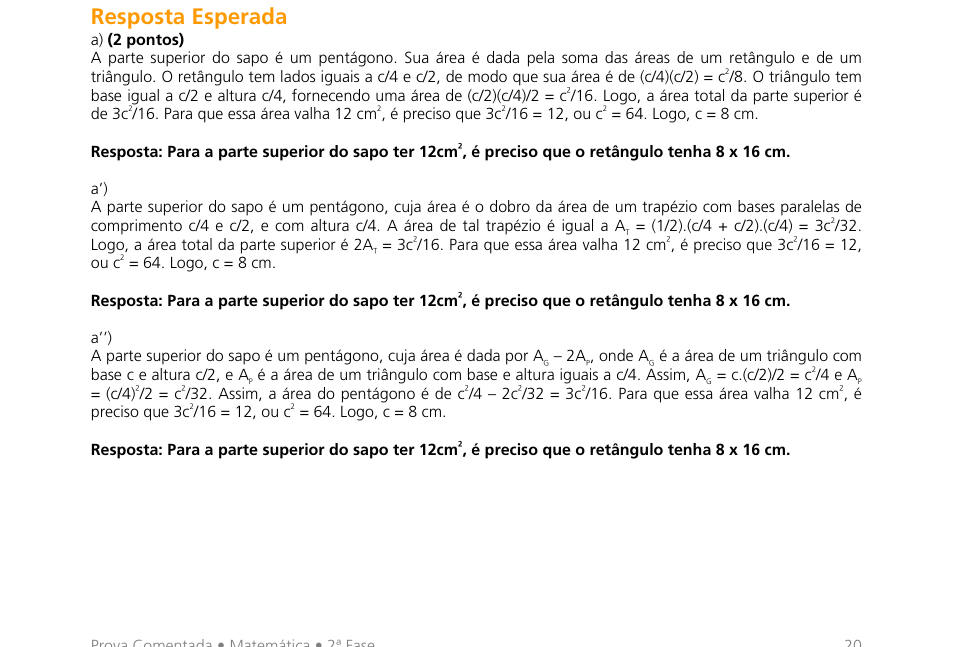 Resposta Esperada
a) (2 pontos)
A parte superior do sapo é um pentágono. Sua área é dada pela soma das áreas de um retângulo e de um
triângulo. O retângulo tem lados iguais a c/4 e c/2, de modo que sua área é de (c/4)(c/2) = c²/8. O triângulo tem
base igual a c/2 e altura c/4, fornecendo uma área de (c/2)(c/4)/2 = c²/16. Logo, a área total da parte superior é
de 3c²/16. Para que essa área valha 12 cm², é preciso que 3c²/16 = 12, ou c² = 64. Logo, c = 8 cm.
Resposta: Para a parte superior do sapo ter 12cm², é preciso que o retângulo tenha 8 x 16 cm.
a’)
A parte superior do sapo é um pentágono, cuja área é o dobro da área de um trapézio com bases paralelas de
comprimento c/4 e c/2, e com altura c/4. A área de tal trapézio é igual a A_T = (1/2).(c/4 + c/2).(c/4) = 3c²/32.
Logo, a área total da parte superior é 2A_T = 3c²/16. Para que essa área valha 12 cm², é preciso que 3c²/16 = 12,
ou c² = 64. Logo, c = 8 cm.
Resposta: Para a parte superior do sapo ter 12cm², é preciso que o retângulo tenha 8 x 16 cm.
a’’)
A parte superior do sapo é um pentágono, cuja área é dada por A_G – 2A_P, onde A_G é a área de um triângulo com
base c e altura c/2, e A_P é a área de um triângulo com base e altura iguais a c/4. Assim, A_G = c.(c/2)/2 = c²/4 e A_P
= (c/4)²/2 = c²/32. Assim, a área do pentágono é de c²/4 – 2c²/32 = 3c²/16. Para que essa área valha 12 cm², é
preciso que 3c²/16 = 12, ou c² = 64. Logo, c = 8 cm.
Resposta: Para a parte superior do sapo ter 12cm², é preciso que o retângulo tenha 8 x 16 cm.
Prova Comentada • Matemática • 2ª Fase 20